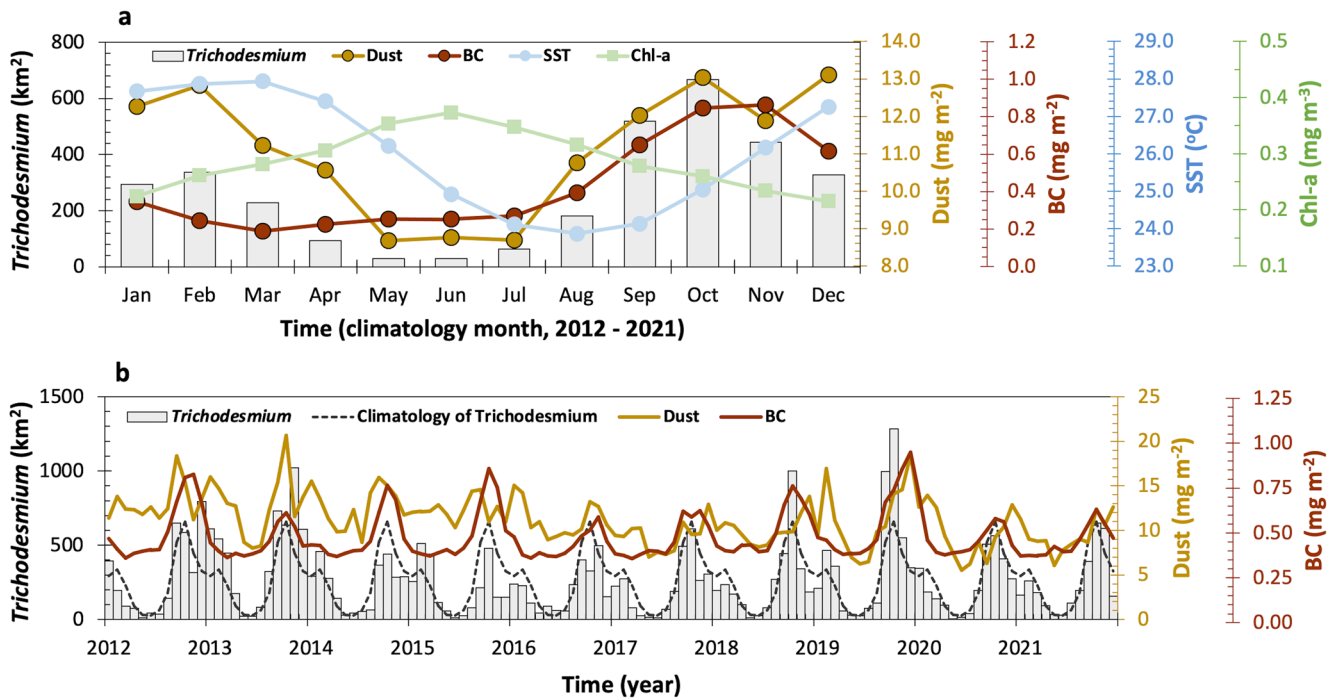 a
Trichodesmium Dust BC SST Chl-a
Trichodesmium (km²)
800
600
400
200
0
Jan Feb Mar Apr May Jun Jul Aug Sep Oct Nov Dec
Time (climatology month, 2012 - 2021)
14.0
13.0
12.0
11.0
10.0
9.0
8.0
Dust (mg m⁻²)
1.2
1.0
0.8
0.6
0.4
0.2
0.0
BC (mg m⁻²)
29.0
28.0
27.0
26.0
25.0
24.0
23.0
SST (ºC)
0.5
0.4
0.3
0.2
0.1
Chl-a (mg m⁻³)
b
Trichodesmium Climatology of Trichodesmium Dust BC
Trichodesmium (km²)
1500
1000
500
0
2012 2013 2014 2015 2016 2017 2018 2019 2020 2021
Time (year)
25
20
15
10
5
0
Dust (mg m⁻²)
1.25
1.00
0.75
0.50
0.25
0.00
BC (mg m⁻²)